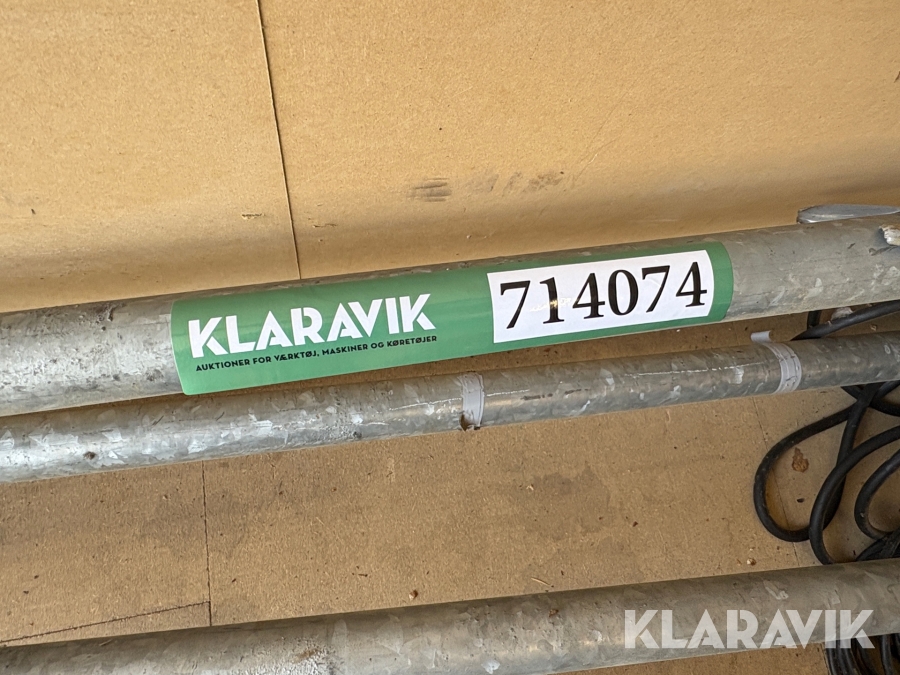 KLARAVIK
AUKTIONER FOR VÆRKTØJ, MASKINER OG KØRETØJER
714074
KLARAVIK